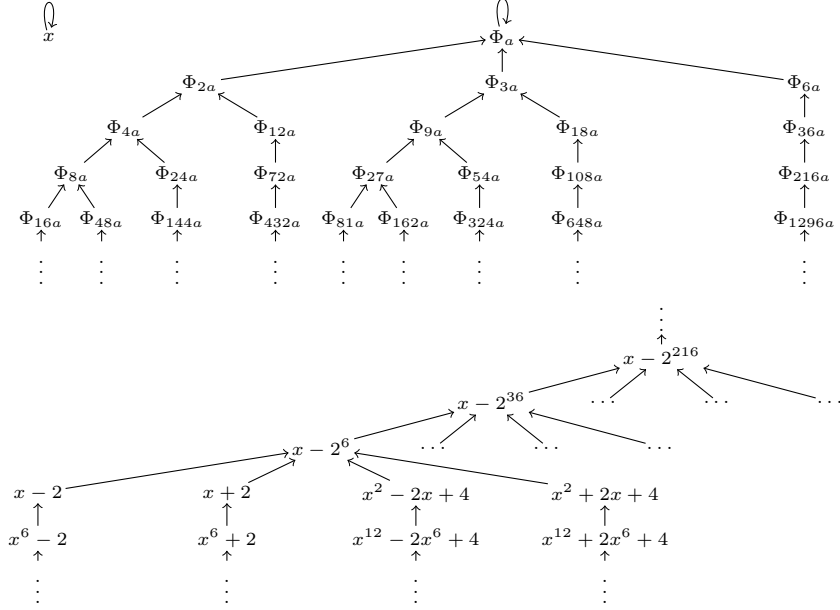 x Φ_a
Φ_{2a} Φ_{3a} Φ_{6a}
Φ_{4a} Φ_{12a} Φ_{9a} Φ_{18a} Φ_{36a}
Φ_{8a} Φ_{24a} Φ_{72a} Φ_{27a} Φ_{54a} Φ_{108a} Φ_{216a}
Φ_{16a} Φ_{48a} Φ_{144a} Φ_{432a} Φ_{81a} Φ_{162a} Φ_{324a} Φ_{648a} Φ_{1296a}
⋮ ⋮ ⋮ ⋮ ⋮ ⋮ ⋮ ⋮ ⋮
⋮
x − 2^{216}
x − 2^{36} ... ... ...
x − 2^6 ... ... ...
x − 2 x + 2 x^2 − 2x + 4 x^2 + 2x + 4
x^6 − 2 x^6 + 2 x^{12} − 2x^6 + 4 x^{12} + 2x^6 + 4
⋮ ⋮ ⋮ ⋮